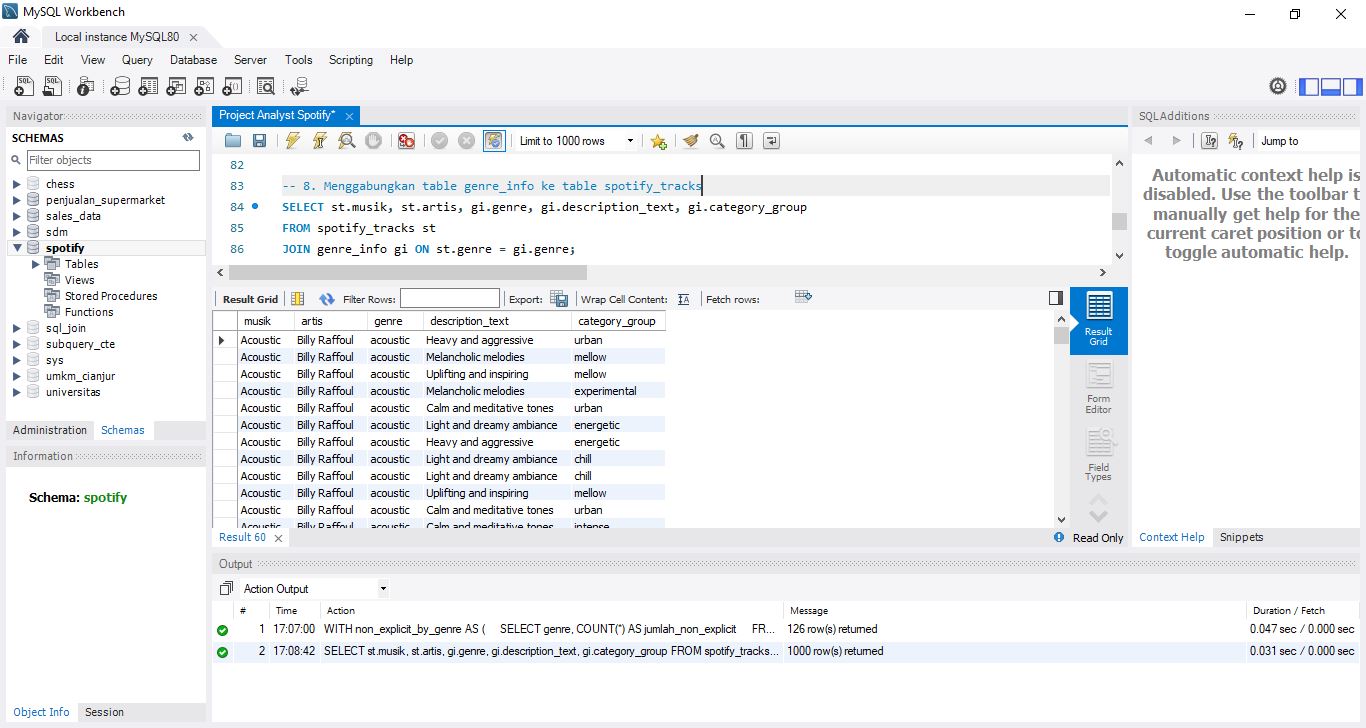 MySQL Workbench
Local instance MySQL80
File Edit View Query Database Server Tools Scripting Help
Navigator
SCHEMAS
Filter objects
chess
penjualan_supermarket
sales_data
sdm
spotify
Tables
Views
Stored Procedures
Functions
sql_join
subquery_cte
sys
umkm_cianjur
universitas
Administration Schemas
Information
Schema: spotify
Object Info Session
Project Analyst Spotify*
Limit to 1000 rows
82
83 -- 8. Menggabungkan table genre_info ke table spotify_tracks
84 SELECT st.musik, st.artis, gi.genre, gi.description_text, gi.category_group
85 FROM spotify_tracks st
86 JOIN genre_info gi ON st.genre = gi.genre;
Result Grid Filter Rows: Export: Wrap Cell Content: Fetch rows:
musik artis genre description_text category_group
Acoustic Billy Raffoul acoustic Heavy and aggressive urban
Acoustic Billy Raffoul acoustic Melancholic melodies mellow
Acoustic Billy Raffoul acoustic Uplifting and inspiring mellow
Acoustic Billy Raffoul acoustic Melancholic melodies experimental
Acoustic Billy Raffoul acoustic Calm and meditative tones urban
Acoustic Billy Raffoul acoustic Light and dreamy ambiance energetic
Acoustic Billy Raffoul acoustic Heavy and aggressive energetic
Acoustic Billy Raffoul acoustic Light and dreamy ambiance chill
Acoustic Billy Raffoul acoustic Light and dreamy ambiance chill
Acoustic Billy Raffoul acoustic Uplifting and inspiring mellow
Acoustic Billy Raffoul acoustic Calm and meditative tones urban
Acoustic Billy Raffoul acoustic Calm and meditative tones intense
Result Grid
Form Editor
Field Types
Result 60
Read Only
SQLAdditions
Jump to
Automatic context help is
disabled. Use the toolbar t
manually get help for the
current caret position or to
toggle automatic help.
Context Help Snippets
Output
Action Output
# Time Action Message Duration / Fetch
1 17:07:00 WITH non_explicit_by_genre AS ( SELECT genre, COUNT(*) AS jumlah_non_explicit FR... 126 row(s) returned 0.047 sec / 0.000 sec
2 17:08:42 SELECT st.musik, st.artis, gi.genre, gi.description_text, gi.category_group FROM spotify_tracks... 1000 row(s) returned 0.031 sec / 0.000 sec